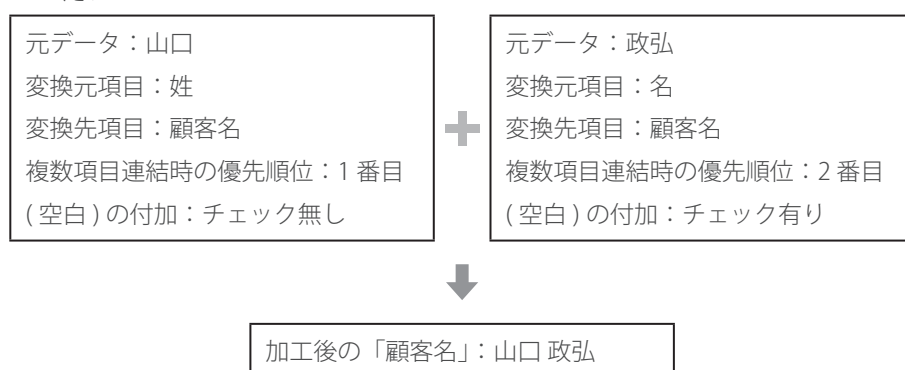 元データ：山口
変換元項目：姓
変換先項目：顧客名
複数項目連結時の優先順位：1 番目
( 空白 ) の付加：チェック無し
元データ：政弘
変換元項目：名
変換先項目：顧客名
複数項目連結時の優先順位：2 番目
( 空白 ) の付加：チェック有り
加工後の「顧客名」：山口 政弘